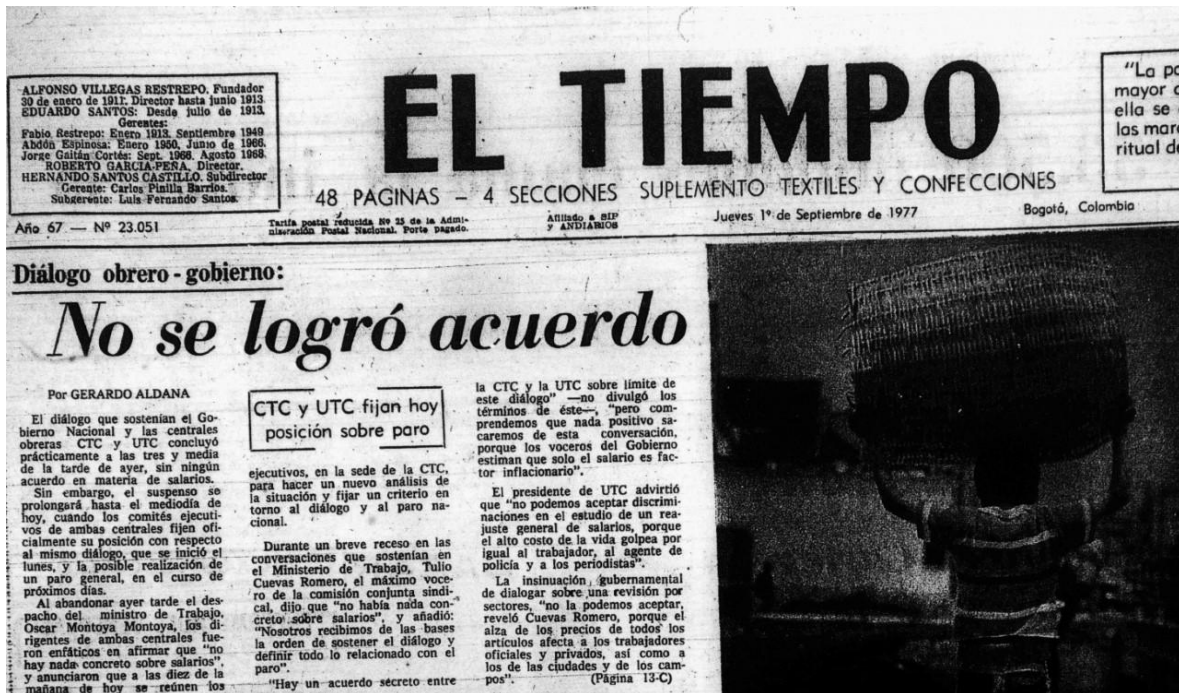 ALFONSO VILLEGAS RESTREPO. Fundador
30 de enero de 1911. Director hasta junio 1913.
EDUARDO SANTOS: Desde julio de 1913.
Gerentes:
Fabio Restrepo: Enero 1913. Septiembre 1949
Abdón Espinosa: Enero 1950, Junio de 1966.
Jorge Gaitán Cortés: Sept. 1966. Agosto 1968.
ROBERTO GARCIA-PEÑA, Director.
HERNANDO SANTOS CASTILLO. Subdirector
Gerente: Carlos Pinilla Barrios.
Subgerente: Luis Fernando Santos.
EL TIEMPO
48 PAGINAS — 4 SECCIONES SUPLEMENTO TEXTILES Y CONFECCIONES
"La
mayor
ella se
las
ritual
Año 67 — Nº 23.051
Tarifa postal reducida Nº 25 de la Admi-
nistración Postal Nacional. Porte pagado.
Afiliado a SIP
y ANDIARIOS
Jueves 1º de Septiembre de 1977
Bogotá, Colombia
Diálogo obrero - gobierno:
No se logró acuerdo
Por GERARDO ALDANA
El diálogo que sostenían el Go-
bierno Nacional y las centrales
obreras CTC y UTC concluyó
prácticamente a las tres y media
de la tarde de ayer, sin ningún
acuerdo en materia de salarios.
Sin embargo, el suspenso se
prolongará hasta el mediodía de
hoy, cuando los comités ejecuti-
vos de ambas centrales fijen ofi-
cialmente su posición con respecto
al mismo diálogo, que se inició el
lunes, y la posible realización de
un paro general, en el curso de
próximos días.
Al abandonar ayer tarde el des-
pacho del ministro de Trabajo,
Oscar Montoya Montoya, los di-
rigentes de ambas centrales fue-
ron enfáticos en afirmar que "no
hay nada concreto sobre salarios",
y anunciaron que a las diez de la
mañana de hoy se reúnen los
CTC y UTC fijan hoy
posición sobre paro
ejecutivos, en la sede de la CTC,
para hacer un nuevo análisis de
la situación y fijar un criterio en
torno al diálogo y al paro na-
cional.
Durante un breve receso en las
conversaciones que sostenían en
el Ministerio de Trabajo, Tulio
Cuevas Romero, el máximo voce-
ro de la comisión conjunta sindi-
cal, dijo que "no había nada con-
creto sobre salarios", y añadió:
"Nosotros recibimos de las bases
la orden de sostener el diálogo y
definir todo lo relacionado con el
paro".
"Hay un acuerdo secreto entre
la CTC y la UTC sobre límite de
este diálogo" —no divulgó los
términos de éste—, "pero com-
prendemos que nada positivo sa-
caremos de esta conversación,
porque los voceros del Gobierno
estiman que solo el salario es fac-
tor inflacionario".
El presidente de UTC advirtió
que "no podemos aceptar discrimi-
naciones en el estudio de un rea-
juste general de salarios, porque
el alto costo de la vida golpea por
igual al trabajador, al agente de
policía y a los periodistas".
La insinuación gubernamental
de dialogar sobre una revisión por
sectores, "no la podemos aceptar,
reveló Cuevas Romero, porque el
alza de los precios de todos los
artículos afecta a los trabajadores
oficiales y privados, así como a
los de las ciudades y de los cam-
pos". (Página 13-C)